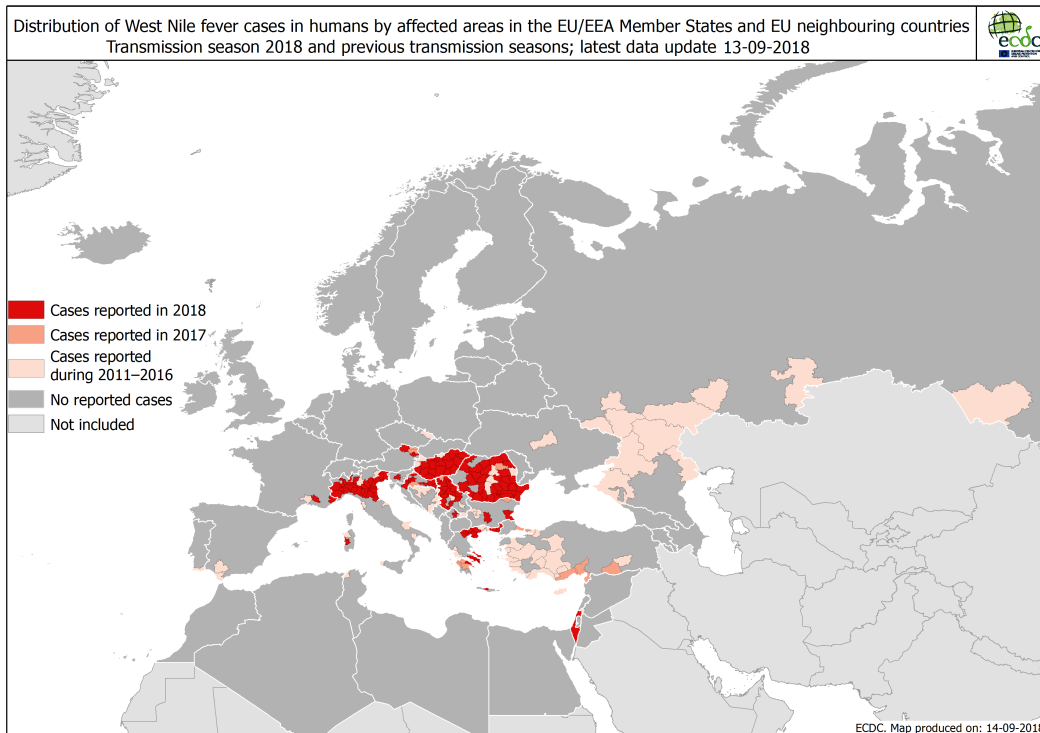 Distribution of West Nile fever cases in humans by affected areas in the EU/EEA Member States and EU neighbouring countries
Transmission season 2018 and previous transmission seasons; latest data update 13-09-2018
ecdc
Cases reported in 2018
Cases reported in 2017
Cases reported
during 2011–2016
No reported cases
Not included
ECDC. Map produced on: 14-09-2018